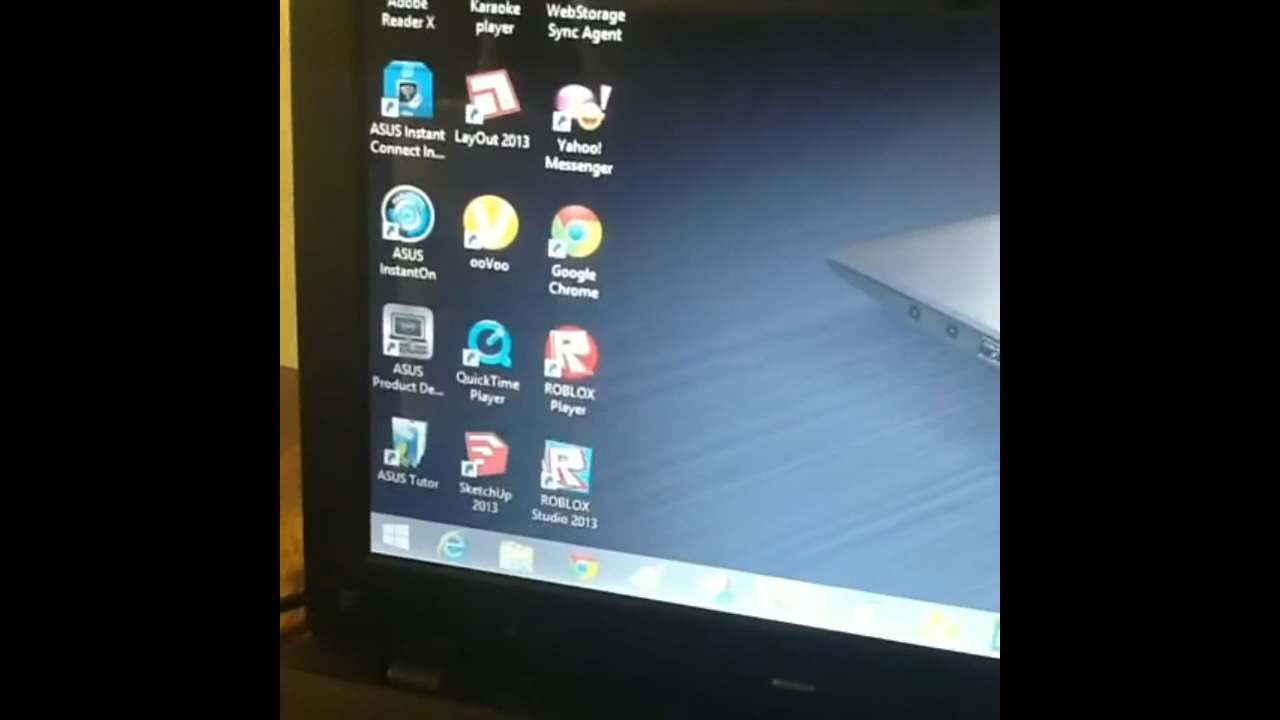 Adobe
Reader X
Karaoke
player
WebStorage
Sync Agent
ASUS Instant
Connect In...
LayOut 2013
Yahoo!
Messenger
ASUS
InstantOn
ooVoo
Google
Chrome
ASUS
Product De...
QuickTime
Player
ROBLOX
Player
ASUS Tutor
SketchUp
2013
ROBLOX
Studio 2013